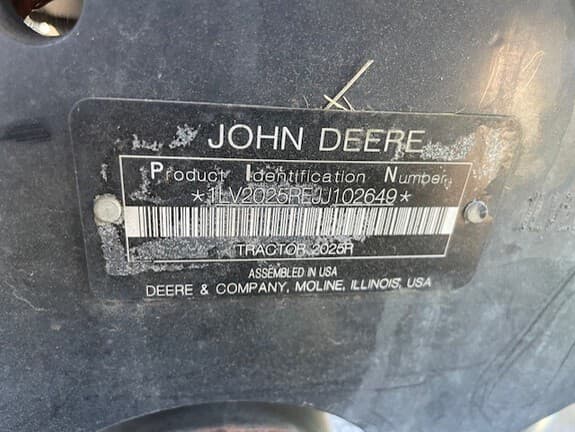 JOHN DEERE
Product Identification Number
*1LV2025REJJ102649*
TRACTOR 2025R
ASSEMBLED IN USA
DEERE & COMPANY, MOLINE, ILLINOIS, USA